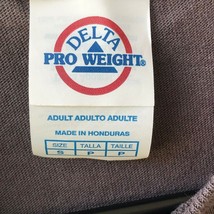 DELTA
PRO WEIGHT®
ADULT ADULTO ADULTE
MADE IN HONDURAS
SIZE TALLA TAILLE
S P P